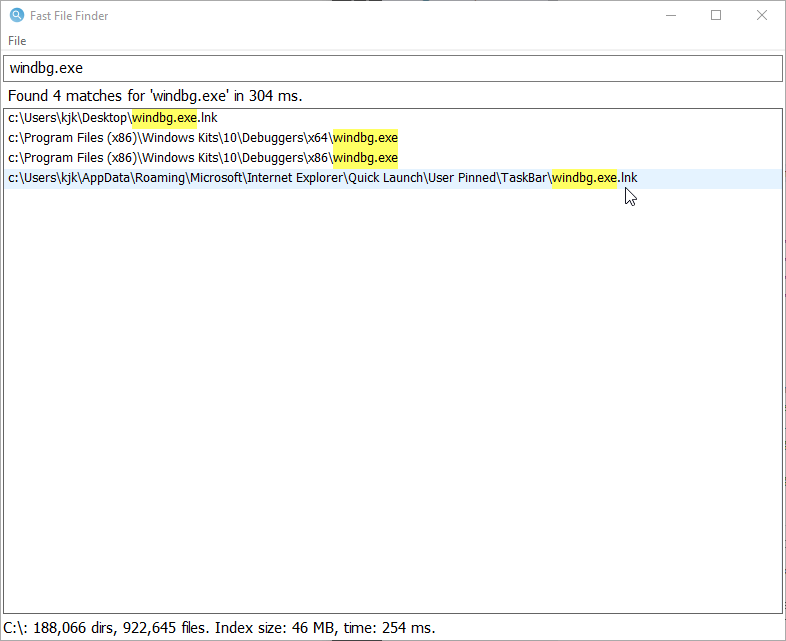 Fast File Finder
File
windbg.exe
Found 4 matches for 'windbg.exe' in 304 ms.
c:\Users\kjk\Desktop\windbg.exe.lnk
c:\Program Files (x86)\Windows Kits\10\Debuggers\x64\windbg.exe
c:\Program Files (x86)\Windows Kits\10\Debuggers\x86\windbg.exe
c:\Users\kjk\AppData\Roaming\Microsoft\Internet Explorer\Quick Launch\User Pinned\TaskBar\windbg.exe.lnk
C:\: 188,066 dirs, 922,645 files. Index size: 46 MB, time: 254 ms.